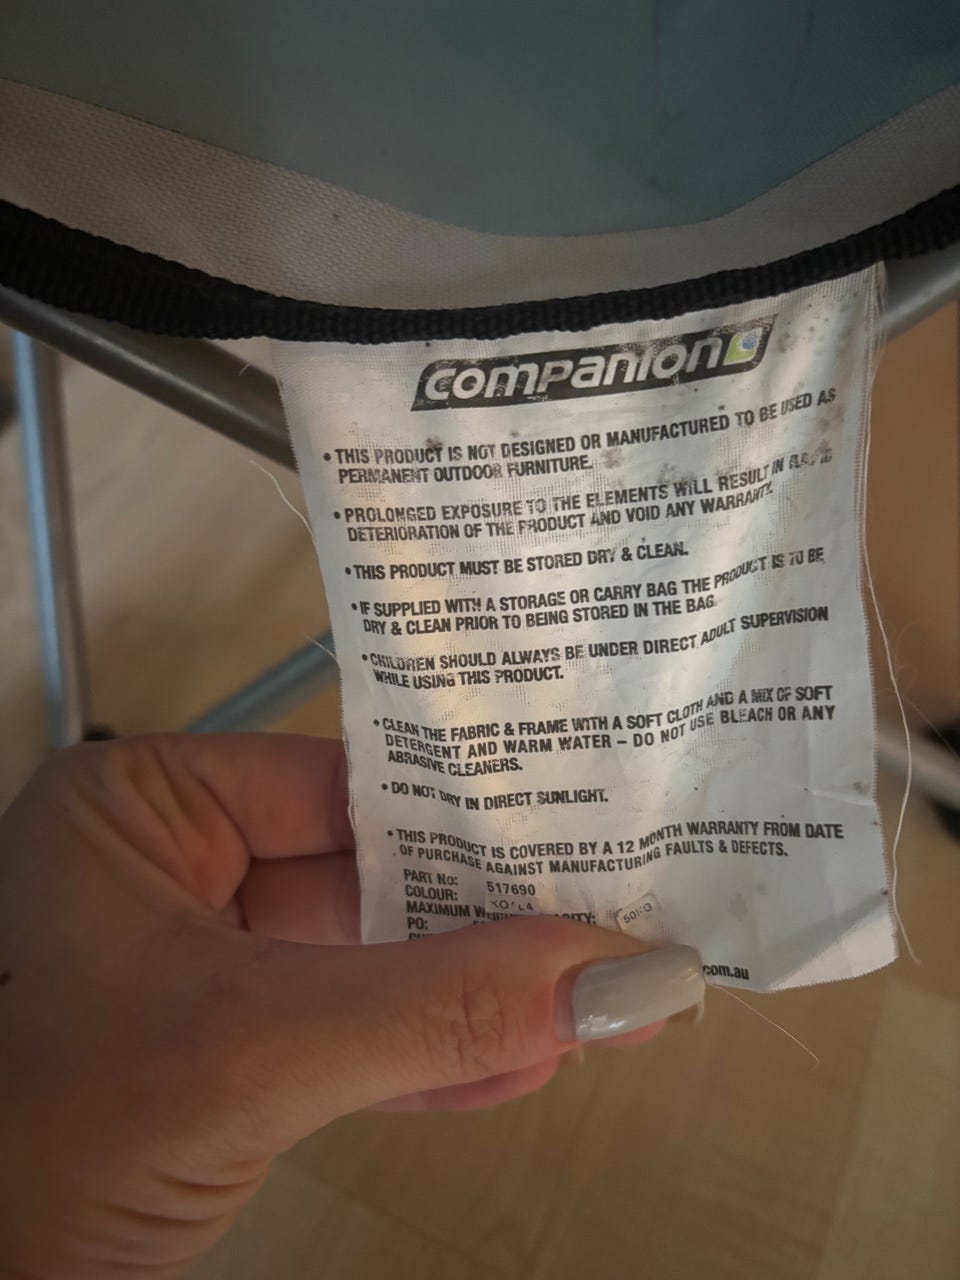 companion
• THIS PRODUCT IS NOT DESIGNED OR MANUFACTURED TO BE USED AS
PERMANENT OUTDOOR FURNITURE.
• PROLONGED EXPOSURE TO THE ELEMENTS WILL RESULT IN
DETERIORATION OF THE PRODUCT AND VOID ANY WARRANTY.
• THIS PRODUCT MUST BE STORED DRY & CLEAN.
• IF SUPPLIED WITH A STORAGE OR CARRY BAG THE PRODUCT IS TO BE
DRY & CLEAN PRIOR TO BEING STORED IN THE BAG.
• CHILDREN SHOULD ALWAYS BE UNDER DIRECT ADULT SUPERVISION
WHILE USING THIS PRODUCT.
• CLEAN THE FABRIC & FRAME WITH A SOFT CLOTH AND A MIX OF SOFT
DETERGENT AND WARM WATER – DO NOT USE BLEACH OR ANY
ABRASIVE CLEANERS.
• DO NOT DRY IN DIRECT SUNLIGHT.
• THIS PRODUCT IS COVERED BY A 12 MONTH WARRANTY FROM DATE
OF PURCHASE AGAINST MANUFACTURING FAULTS & DEFECTS.
PART No: 517690
COLOUR:
MAXIMUM
PO:
com.au